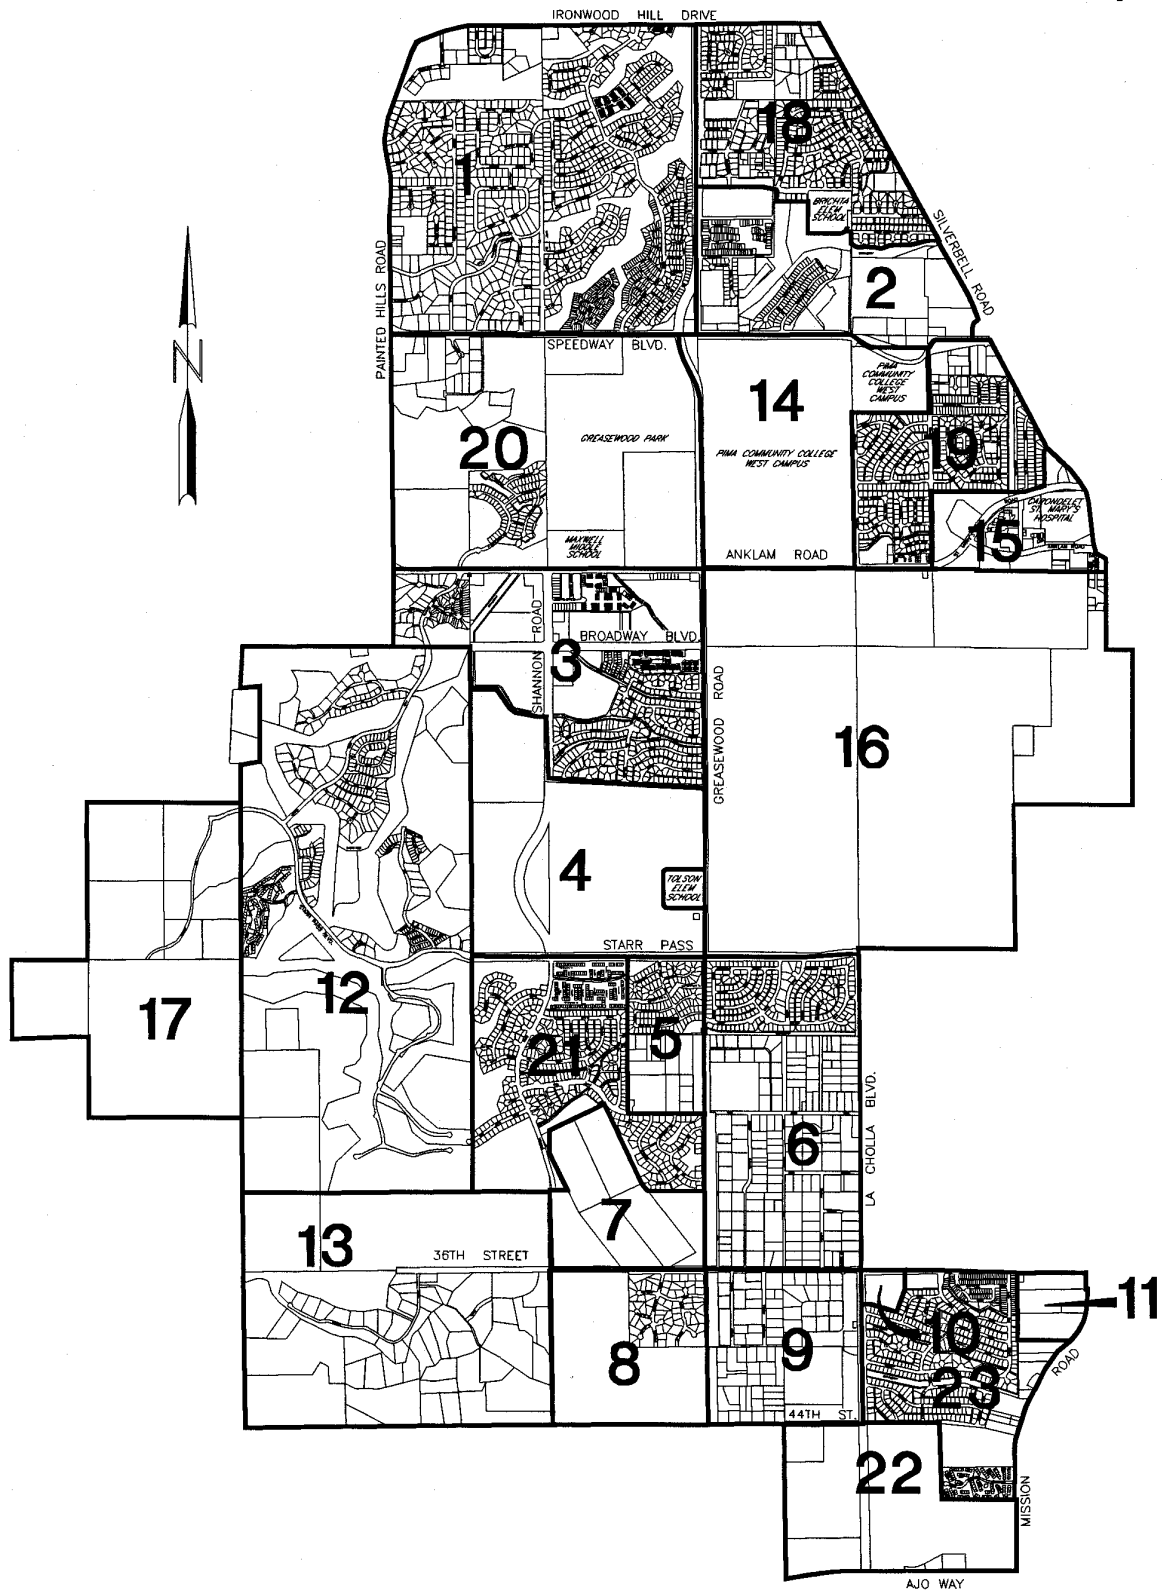 IRONWOOD HILL DRIVE
18
1
BRICHTA
ELEM
SCHOOL
SILVERBELL ROAD
N
PAINTED HILLS ROAD
2
SPEEDWAY BLVD.
PIMA
COMMUNITY
COLLEGE
WEST
CAMPUS
14
20
GREASEWOOD PARK
PIMA COMMUNITY COLLEGE
WEST CAMPUS
19
CARONDELET
ST. MARY'S
HOSPITAL
15
MAXWELL
MIDDLE
SCHOOL
ANKLAM ROAD
ANKLAM ROAD
SHANNON ROAD
BROADWAY BLVD.
3
GREASEWOOD ROAD
16
4
TOLSON
ELEM
SCHOOL
STARR PASS
12
17
21
5
LA CHOLLA BLVD.
6
7
13
36TH STREET
11
10
8
9
23
ROAD
44TH ST.
22
MISSION
AJO WAY